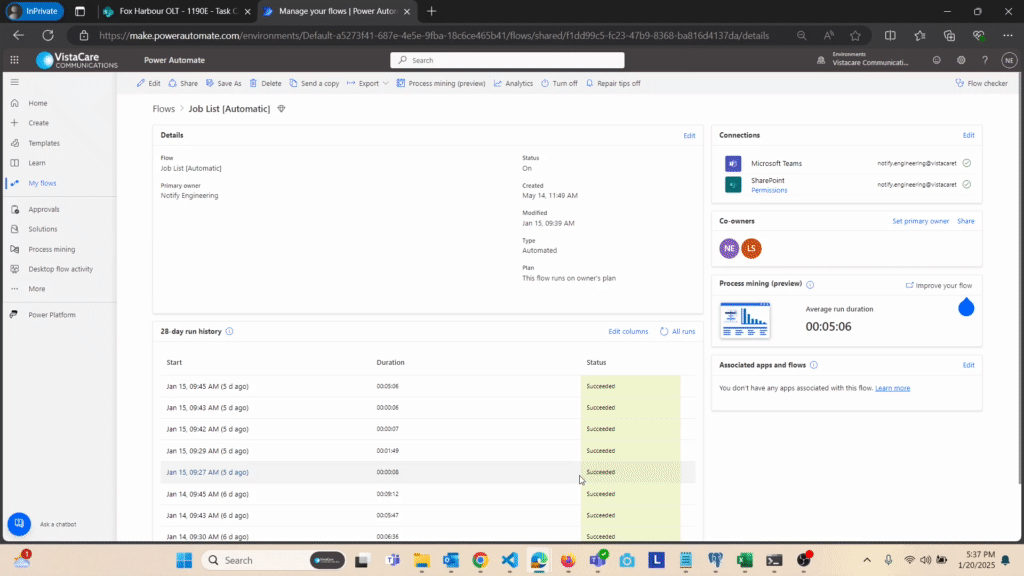 InPrivate
Fox Harbour OLT - 1190E - Task C
Manage your flows | Power Auto
https://make.powerautomate.com/environments/Default-a5273f41-687e-4e5e-9fba-18c6ce465b41/flows/shared/f1dd99c5-fc23-47b9-8368-ba816d4137da/details
VistaCare
COMMUNICATIONS
Power Automate
Search
Environments
Vistacare Communicati...
NE
Edit
Share
Save As
Delete
Send a copy
Export
Process mining (preview)
Analytics
Turn off
Repair tips off
Flow checker
Home
Create
Templates
Learn
My flows
Approvals
Solutions
Process mining
Desktop flow activity
More
Power Platform
Ask a chatbot
Flows > Job List [Automatic]
Details
Edit
Flow
Job List [Automatic]
Primary owner
Notify Engineering
Status
On
Created
May 14, 11:49 AM
Modified
Jan 15, 09:39 AM
Type
Automated
Plan
This flow runs on owner's plan
28-day run history
Edit columns
All runs
Start Duration Status
Jan 15, 09:45 AM (5 d ago) 00:05:06 Succeeded
Jan 15, 09:43 AM (5 d ago) 00:00:06 Succeeded
Jan 15, 09:42 AM (5 d ago) 00:00:07 Succeeded
Jan 15, 09:29 AM (5 d ago) 00:01:49 Succeeded
Jan 15, 09:27 AM (5 d ago) 00:00:08 Succeeded
Jan 14, 09:45 AM (6 d ago) 00:09:12 Succeeded
Jan 14, 09:43 AM (6 d ago) 00:05:47 Succeeded
Jan 14, 09:30 AM (6 d ago) 00:06:36 Succeeded
Connections
Edit
Microsoft Teams
notify.engineering@vistacaret
SharePoint
Permissions
notify.engineering@vistacaret
Co-owners
Set primary owner
Share
NE
LS
Process mining (preview)
Improve your flow
Average run duration
00:05:06
Associated apps and flows
Edit
You don't have any apps associated with this flow. Learn more
1
Search
L
5:37 PM
1/20/2025